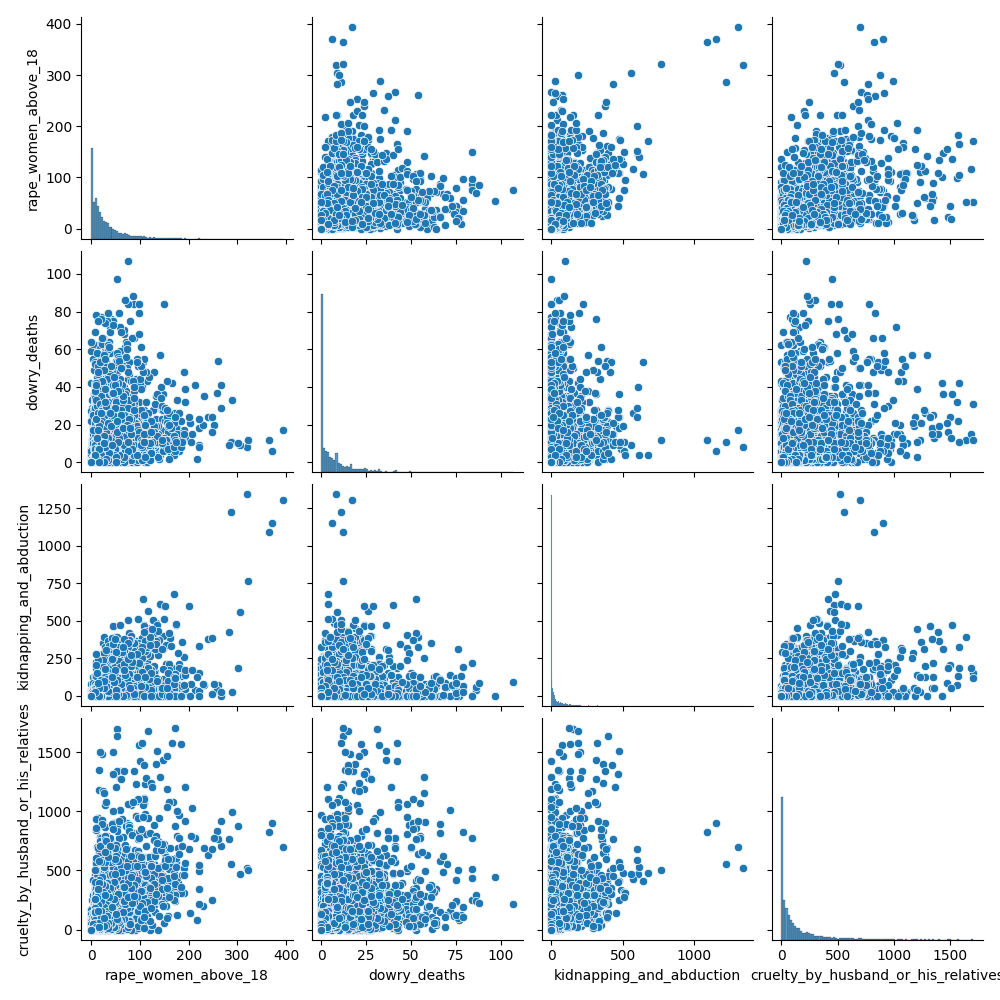 rape_women_above_18
400
300
200
100
0
dowry_deaths
100
80
60
40
20
0
kidnapping_and_abduction
1250
1000
750
500
250
0
cruelty_by_husband_or_his_relatives
1500
1000
500
0
0 100 200 300 400
0 25 50 75 100
0 500 1000
0 500 1000 1500
rape_women_above_18
dowry_deaths
kidnapping_and_abduction
cruelty_by_husband_or_his_relatives